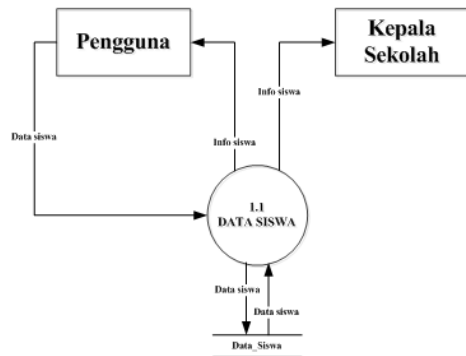 Pengguna
Kepala
Sekolah
Data siswa
Info siswa
Info siswa
1.1
DATA SISWA
Data siswa
Data siswa
Data_Siswa